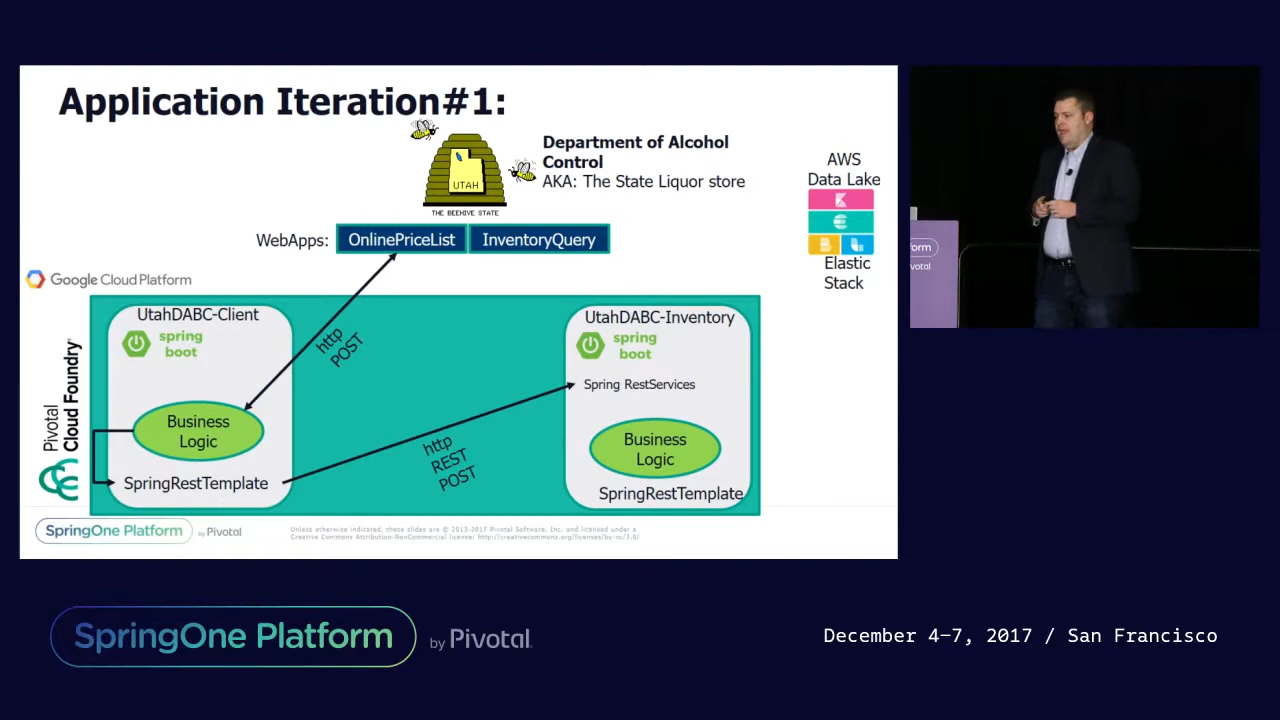 Application Iteration#1:
UTAH
THE BEEHIVE STATE
Department of Alcohol
Control
AKA: The State Liquor store
AWS
Data Lake
Elastic
Stack
WebApps:
OnlinePriceList
InventoryQuery
Google Cloud Platform
Pivotal
Cloud Foundry
UtahDABC-Client
spring
boot
Business
Logic
SpringRestTemplate
http
POST
http
REST
POST
UtahDABC-Inventory
spring
boot
Spring RestServices
Business
Logic
SpringRestTemplate
SpringOne Platform
by Pivotal
Unless otherwise indicated, these slides are © 2013-2017 Pivotal Software, Inc. and licensed under a
Creative Commons Attribution-NonCommercial license: http://creativecommons.org/licenses/by-nc/3.0/
form
Pivotal
SpringOne Platform
by Pivotal.
December 4–7, 2017 / San Francisco